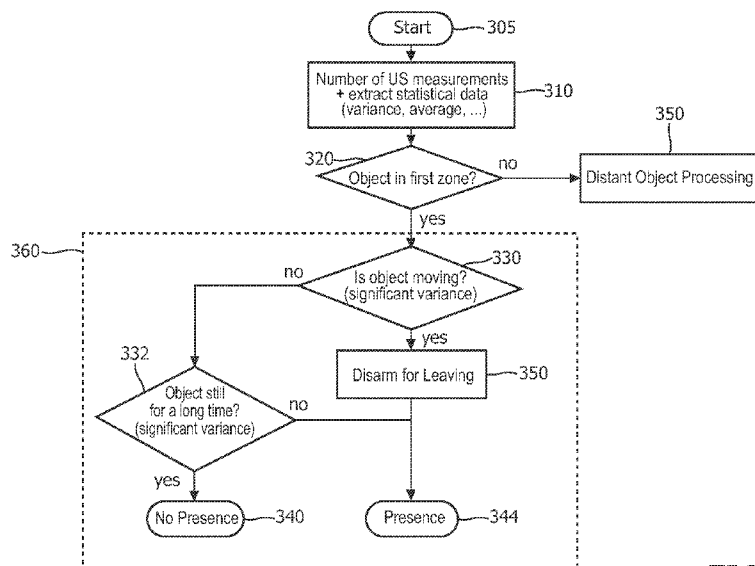 Start
305
Number of US measurements
+ extract statistical data
(variance, average, ...)
310
350
320
Object in first zone?
no
Distant Object Processing
yes
360
330
no
Is object moving?
(significant variance)
yes
332
Disarm for Leaving
350
Object still
for a long time?
(significant variance)
no
yes
No Presence
340
Presence
344